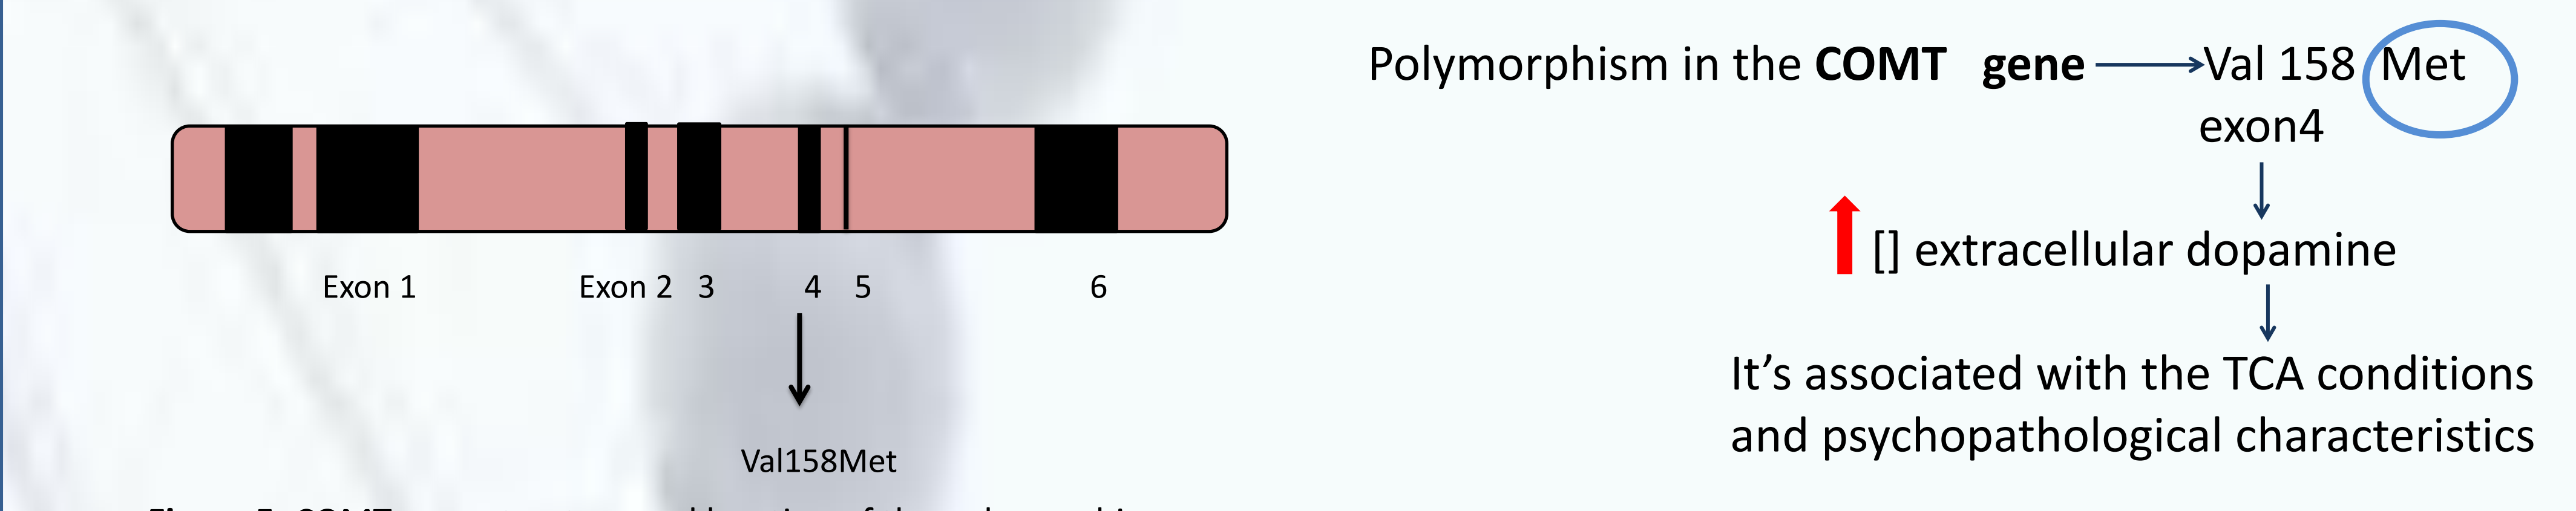 Polymorphism in the COMT gene Val 158 Met
exon4
[] extracellular dopamine
It's associated with the TCA conditions
and psychopathological characteristics
Exon 1 Exon 2 3 4 5 6
Val158Met